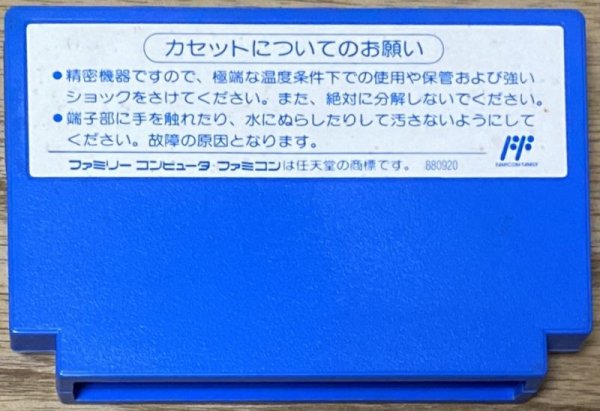 カセットについてのお願い
●精密機器ですので、極端な温度条件下での使用や保管および強い
ショックをさけてください。また、絶対に分解しないでください。
●端子部に手を触れたり、水にぬらしたりして汚さないようにして
ください。故障の原因となります。
ファミリーコンピュータ・ファミコンは任天堂の商標です。 880920